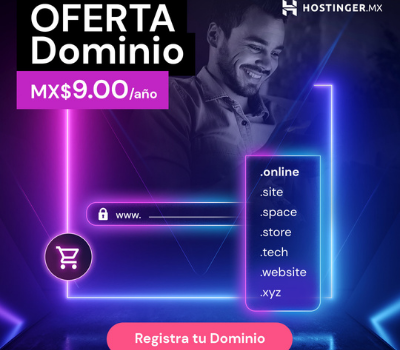 OFERTA
Dominio
MX$9.00/año
HOSTINGER.MX
www.
.online
.site
.space
.store
.tech
.website
.xyz
Registra tu Dominio